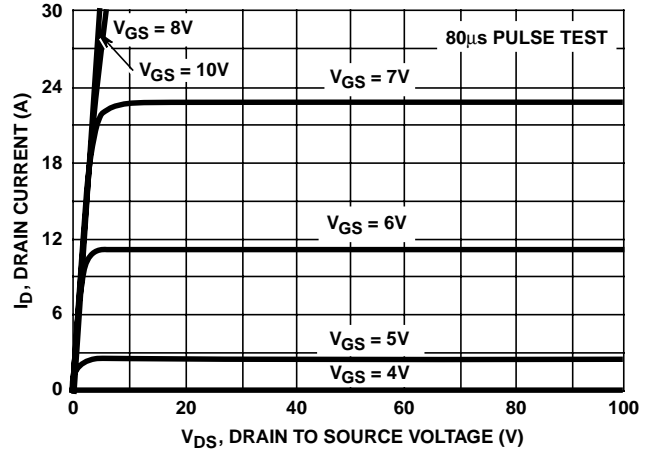 30
V_GS = 8V
80μs PULSE TEST
V_GS = 10V
V_GS = 7V
24
18
V_GS = 6V
12
6
V_GS = 5V
V_GS = 4V
0
0 20 40 60 80 100
I_D, DRAIN CURRENT (A)
V_DS, DRAIN TO SOURCE VOLTAGE (V)